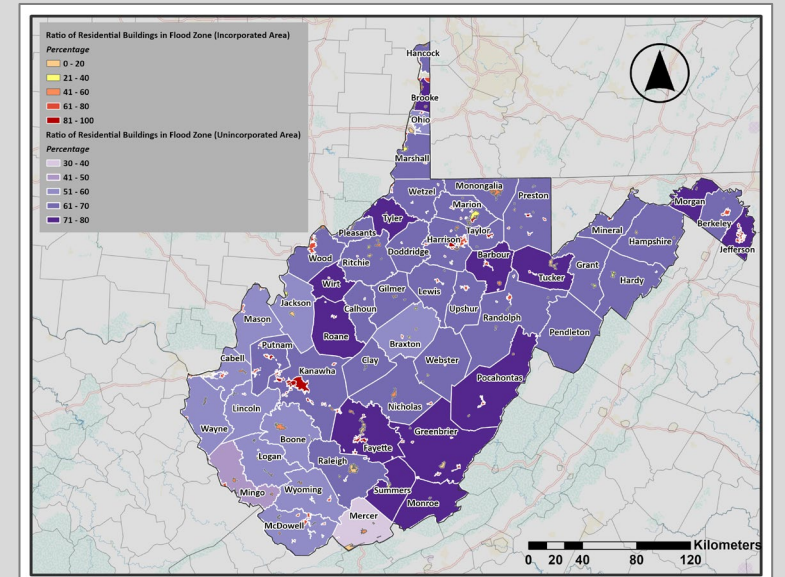 Ratio of Residential Buildings in Flood Zone (Incorporated Area)
Percentage
0 - 20
21 - 40
41 - 60
61 - 80
81 - 100
Ratio of Residential Buildings in Flood Zone (Unincorporated Area)
Percentage
30 - 40
41 - 50
51 - 60
61 - 70
71 - 80
Hancock
Brooke
Ohio
Marshall
Wetzel
Monongalia
Marion
Preston
Tyler
Pleasants
Taylor
Harrison
Doddridge
Wood
Ritchie
Barbour
Tucker
Morgan
Berkeley
Jefferson
Mineral
Hampshire
Grant
Hardy
Wirt
Calhoun
Gilmer
Lewis
Upshur
Randolph
Jackson
Mason
Roane
Braxton
Pendleton
Putnam
Cabell
Clay
Webster
Kanawha
Pocahontas
Lincoln
Nicholas
Wayne
Boone
Greenbrier
Fayette
Logan
Raleigh
Mingo
Wyoming
Summers
Monroe
Mercer
McDowell
Kilometers
0 20 40 80 120